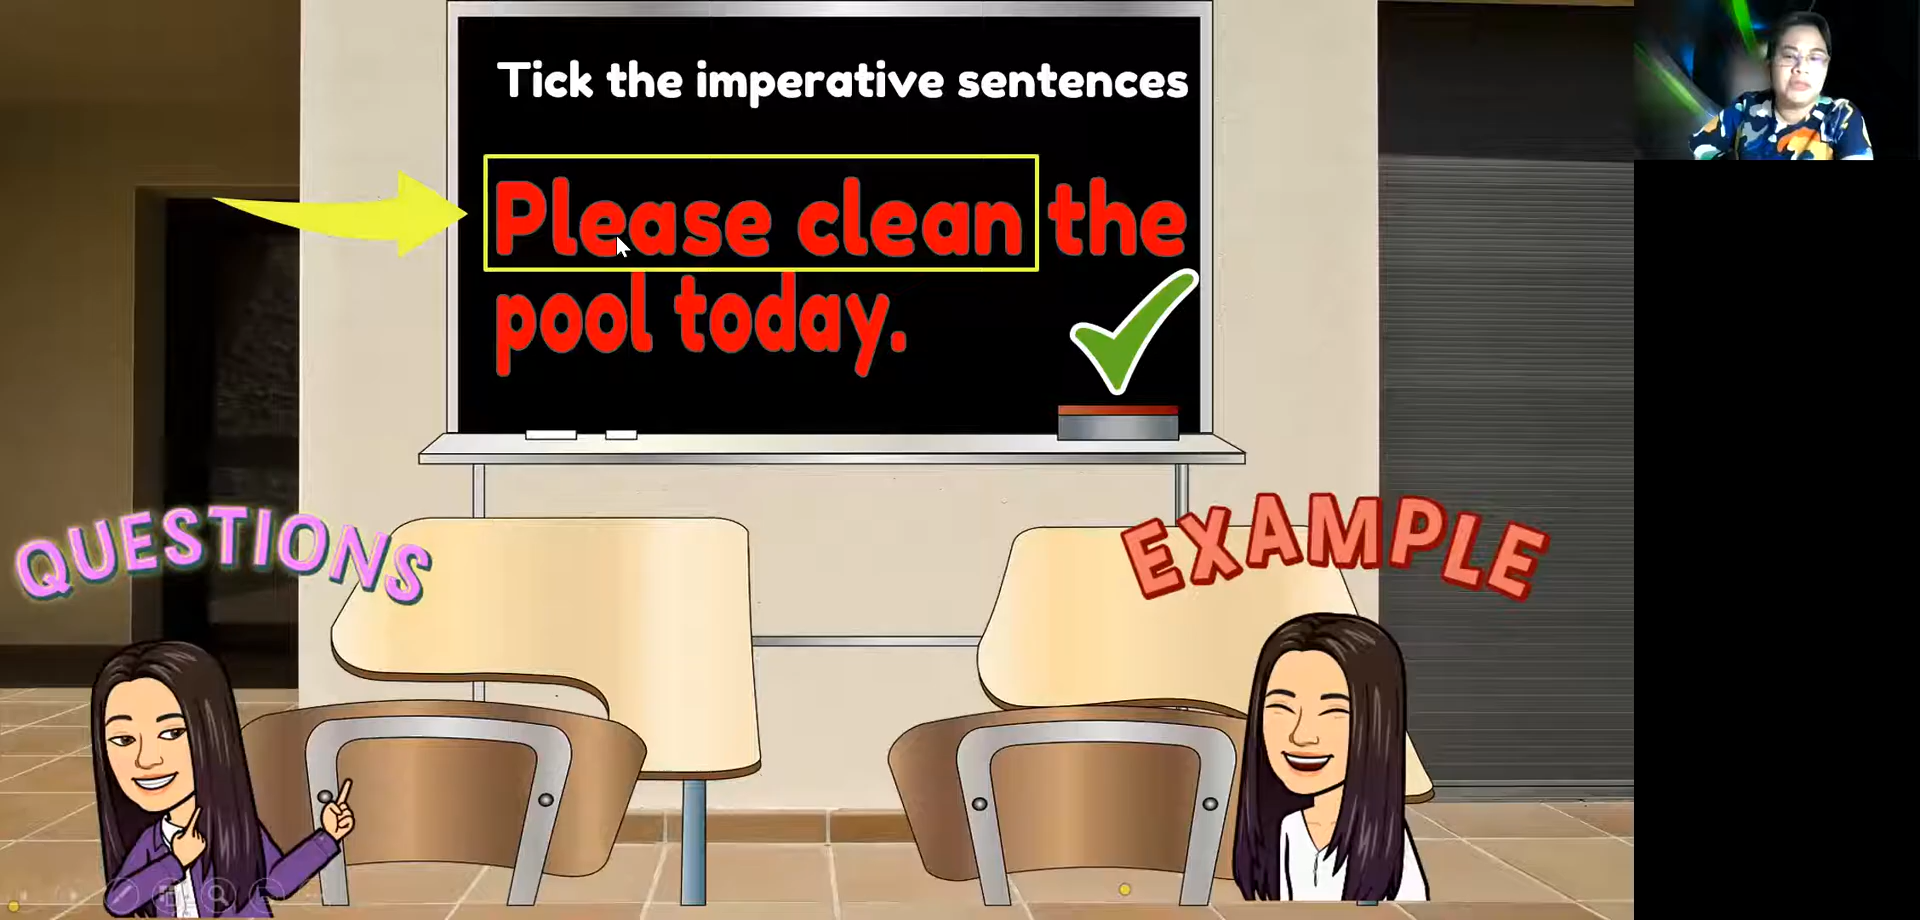 Tick the imperative sentences
Please clean the
pool today.
QUESTIONS
EXAMPLE